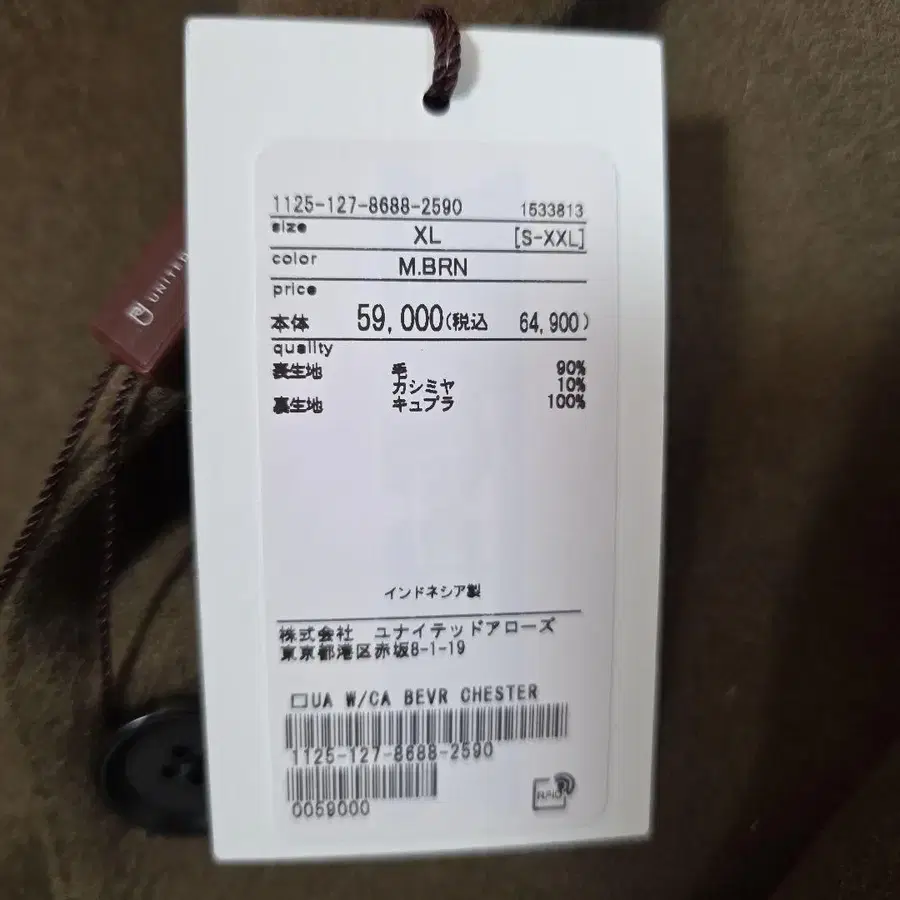 UNITED
1125-127-8688-2590 1533813
size XL [S-XXL]
color M.BRN
price
本体 59,000(税込 64,900)
quality
表生地 毛 90%
カシミヤ 10%
裏生地 キュプラ 100%
インドネシア製
株式会社 ユナイテッドアローズ
東京都港区赤坂8-1-19
□UA W/CA BEVR CHESTER
1125-127-8688-2590
0059000
RFID